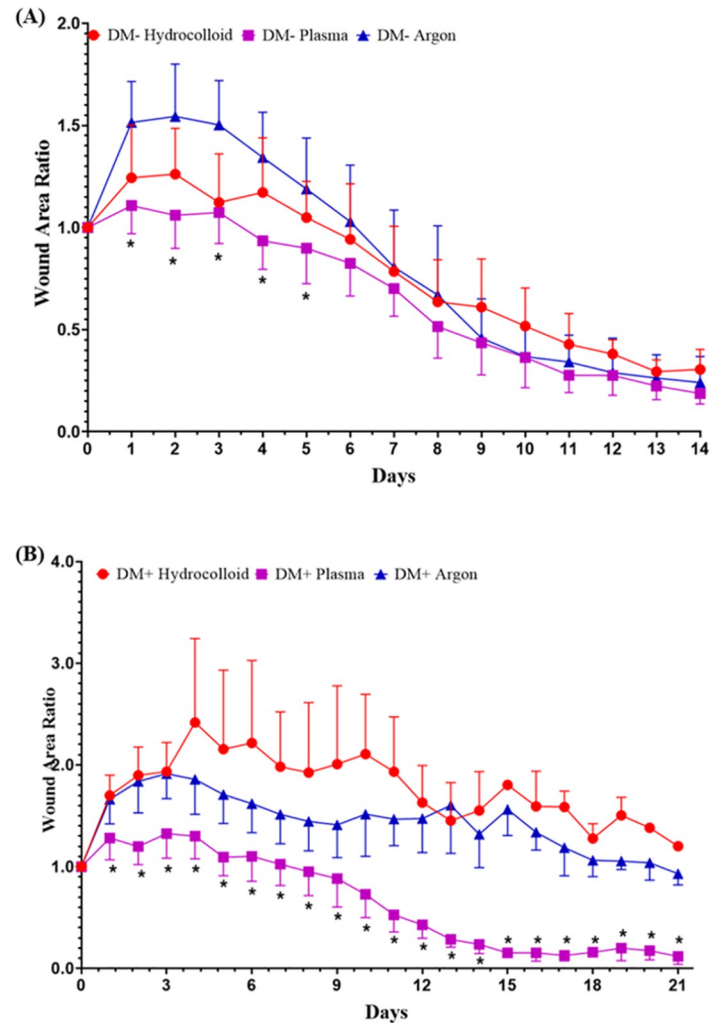 (A)
2.0
DM- Hydrocolloid DM- Plasma DM- Argon
1.5
1.0
0.5
0.0
Wound Area Ratio
0 1 2 3 4 5 6 7 8 9 10 11 12 13 14
* * * * *
Days
(B)
4.0
DM+ Hydrocolloid DM+ Plasma DM+ Argon
3.0
2.0
1.0
0.0
Wound Area Ratio
* * * * * * * * * * * * * * * * * * * * *
0 3 6 9 12 15 18 21
Days